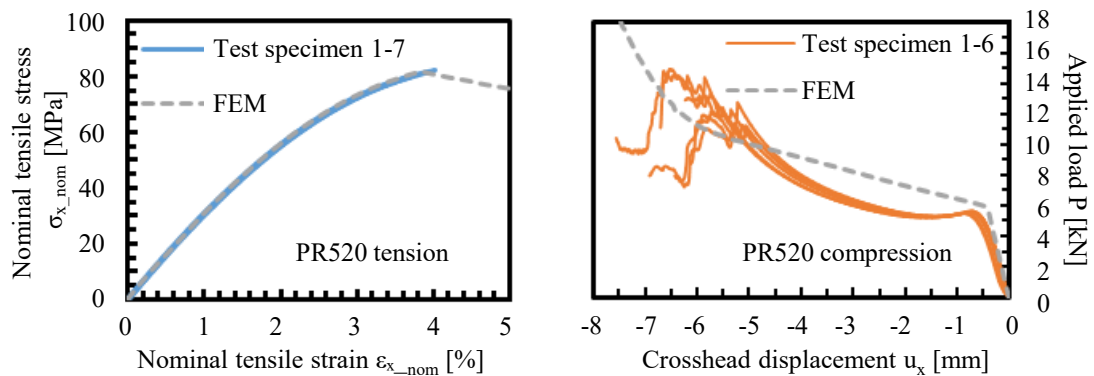 Nominal tensile stress
σx_nom [MPa]
100
80
60
40
20
0
Test specimen 1-7
FEM
PR520 tension
0 1 2 3 4 5
Nominal tensile strain εx_nom [%]
Test specimen 1-6
FEM
PR520 compression
18
16
14
12
10
8
6
4
2
0
Applied load P [kN]
-8 -7 -6 -5 -4 -3 -2 -1 0
Crosshead displacement ux [mm]